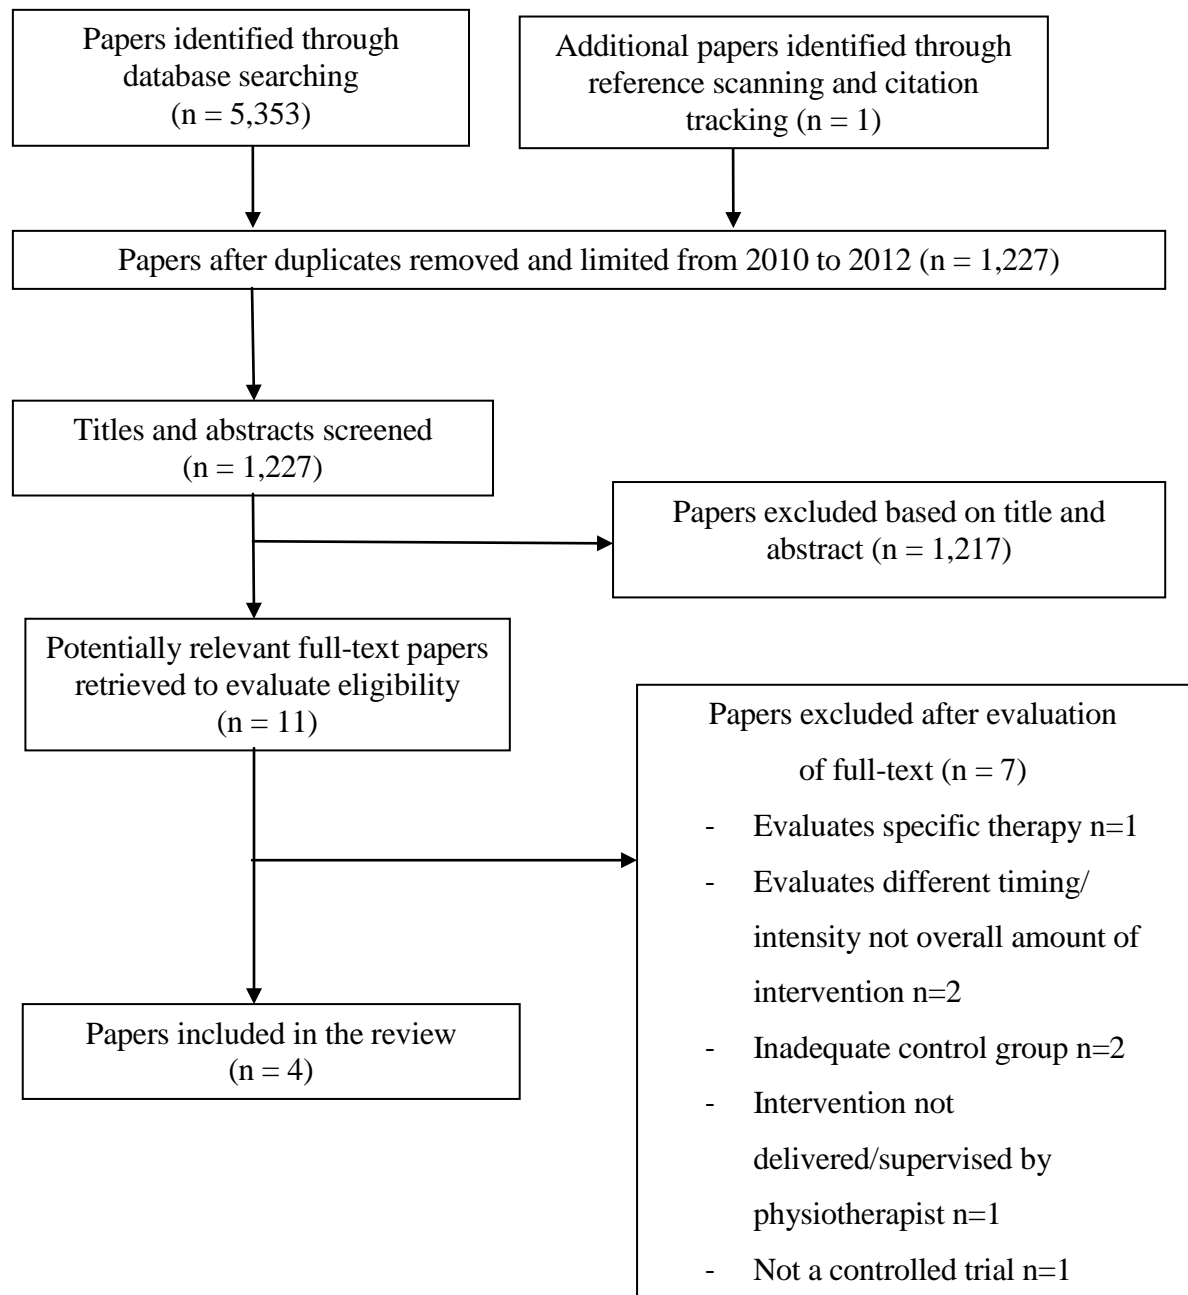 Papers identified through
database searching
(n = 5,353)
Additional papers identified through
reference scanning and citation
tracking (n = 1)
Papers after duplicates removed and limited from 2010 to 2012 (n = 1,227)
Titles and abstracts screened
(n = 1,227)
Papers excluded based on title and
abstract (n = 1,217)
Potentially relevant full-text papers
retrieved to evaluate eligibility
(n = 11)
Papers excluded after evaluation
of full-text (n = 7)
- Evaluates specific therapy n=1
- Evaluates different timing/
intensity not overall amount of
intervention n=2
- Inadequate control group n=2
- Intervention not
delivered/supervised by
physiotherapist n=1
- Not a controlled trial n=1
Papers included in the review
(n = 4)